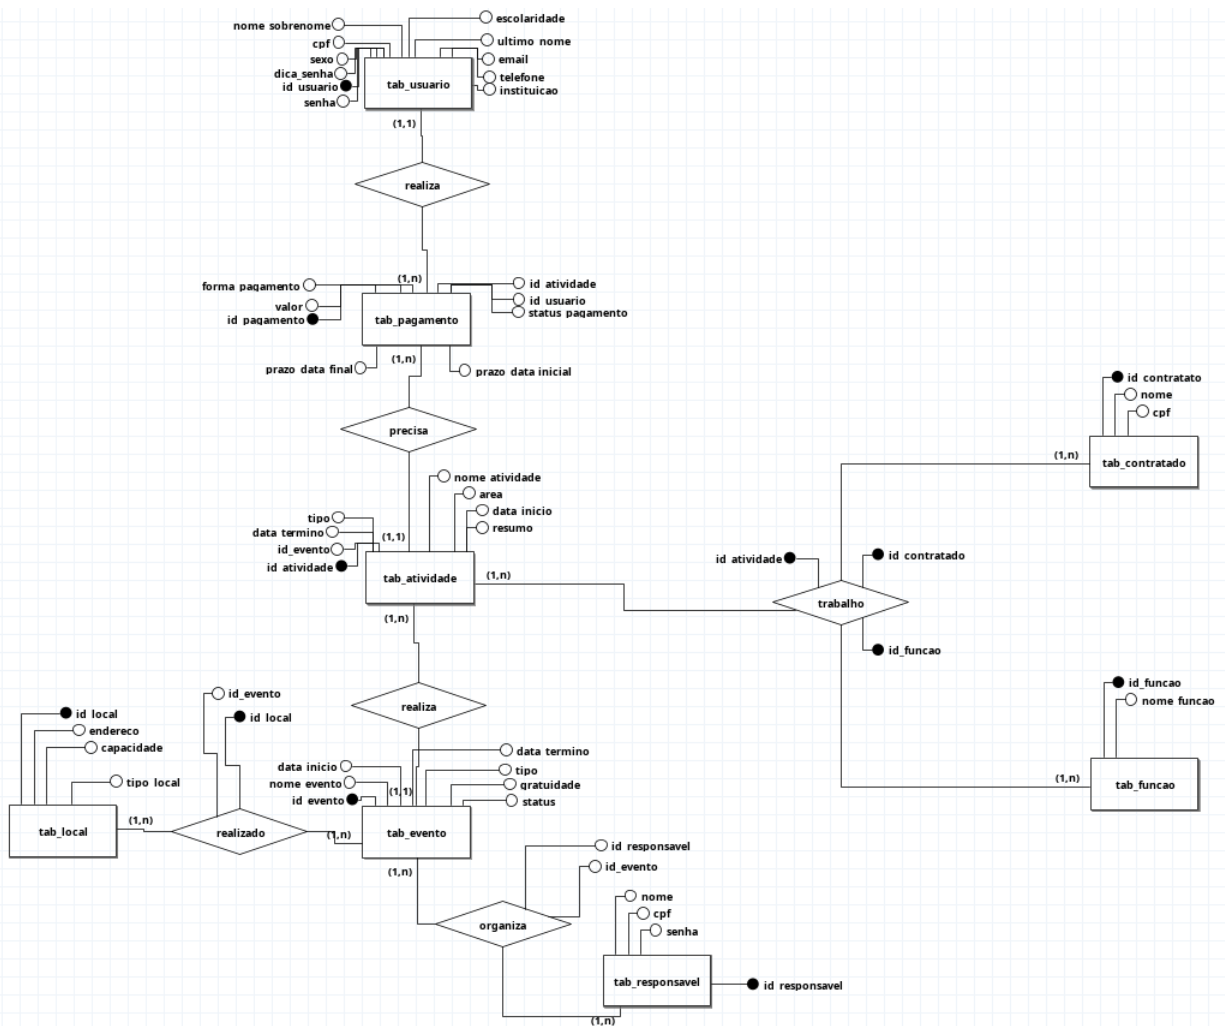 nome sobrenome
cpf
sexo
dica_senha
id usuario
senha
escolaridade
ultimo nome
email
telefone
instituicao
tab_usuario
(1,1)
realiza
(1,n)
forma pagamento
valor
id pagamento
id atividade
id usuario
status pagamento
tab_pagamento
prazo data final
(1,n)
prazo data inicial
precisa
nome atividade
area
data inicio
resumo
tipo
data termino
id_evento
id atividade
(1,1)
tab_atividade
(1,n)
(1,n)
id contratato
nome
cpf
(1,n)
tab_contratado
id atividade
id contratado
trabalho
id_funcao
id_funcao
nome funcao
(1,n)
tab_funcao
realiza
id local
endereco
capacidade
tipo local
tab_local
(1,n)
id_evento
id local
realizado
(1,n)
data inicio
nome evento
id evento
(1,1)
data termino
tipo
gratuidade
status
tab_evento
(1,n)
id responsavel
id_evento
organiza
nome
cpf
senha
tab_responsavel
id responsavel
(1,n)